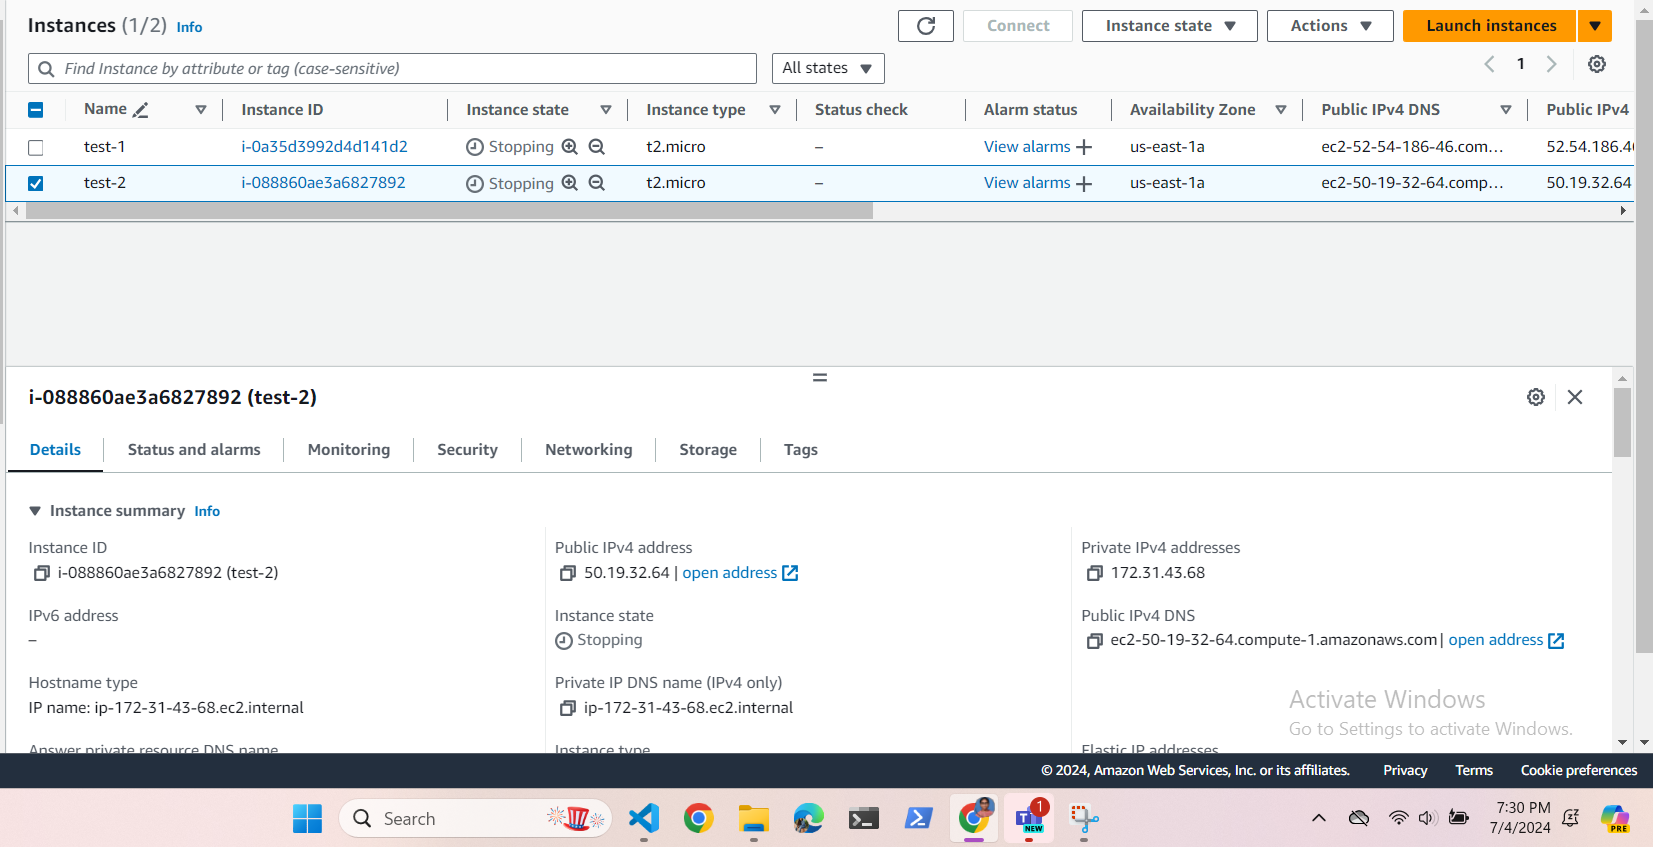 Instances (1/2) Info Connect Instance state Actions Launch instances
Find Instance by attribute or tag (case-sensitive) All states 1
Name Instance ID Instance state Instance type Status check Alarm status Availability Zone Public IPv4 DNS Public IPv4
test-1 i-0a35d3992d4d141d2 Stopping t2.micro – View alarms us-east-1a ec2-52-54-186-46.com... 52.54.186.4
test-2 i-088860ae3a6827892 Stopping t2.micro – View alarms us-east-1a ec2-50-19-32-64.comp... 50.19.32.64
i-088860ae3a6827892 (test-2)
Details Status and alarms Monitoring Security Networking Storage Tags
Instance summary Info
Instance ID Public IPv4 address Private IPv4 addresses
i-088860ae3a6827892 (test-2) 50.19.32.64 | open address 172.31.43.68
IPv6 address Instance state Public IPv4 DNS
– Stopping ec2-50-19-32-64.compute-1.amazonaws.com | open address
Hostname type Private IP DNS name (IPv4 only)
IP name: ip-172-31-43-68.ec2.internal ip-172-31-43-68.ec2.internal
Activate Windows
Go to Settings to activate Windows.
Answer private resource DNS name Instance type Elastic IP addresses
© 2024, Amazon Web Services, Inc. or its affiliates. Privacy Terms Cookie preferences
Search 1 NEW 7:30 PM PRE
7/4/2024